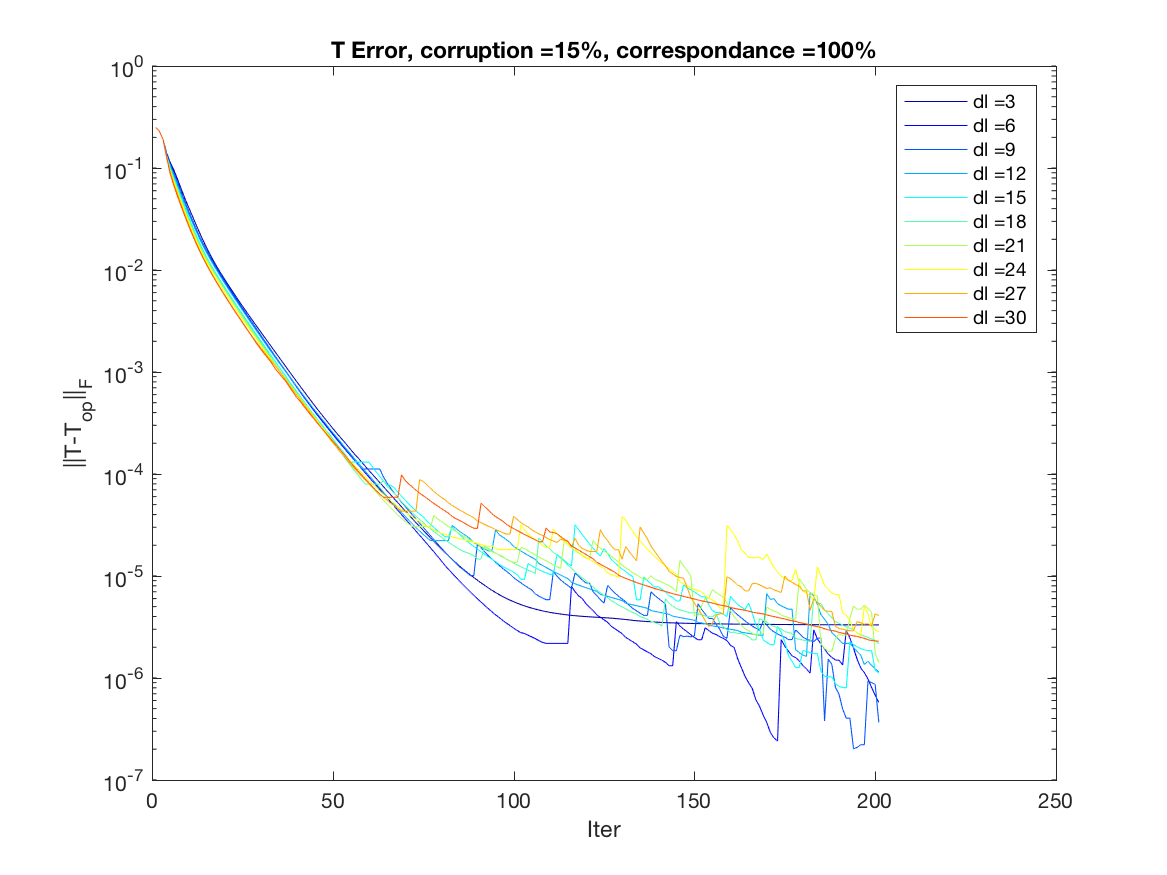 T Error, corruption =15%, correspondance =100%
10^0
10^-1
10^-2
10^-3
10^-4
10^-5
10^-6
10^-7
||T-T_op||_F
0
50
100
150
200
250
Iter
dl =3
dl =6
dl =9
dl =12
dl =15
dl =18
dl =21
dl =24
dl =27
dl =30